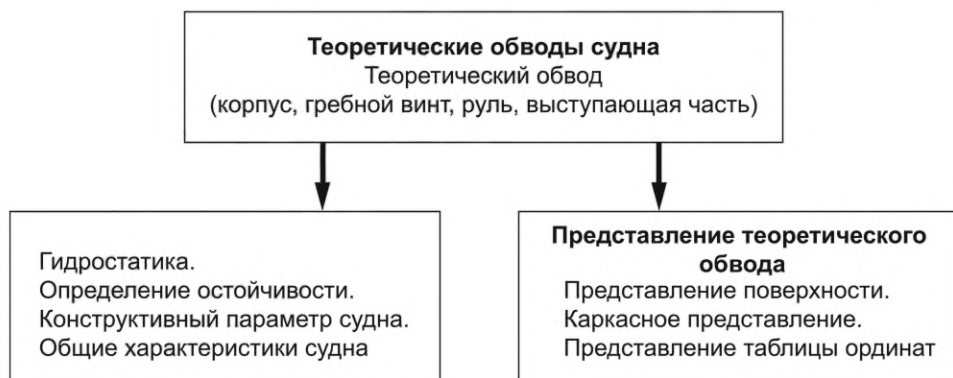 Теоретические обводы судна
Теоретический обвод
(корпус, гребной винт, руль, выступающая часть)
Гидростатика.
Определение остойчивости.
Конструктивный параметр судна.
Общие характеристики судна
Представление теоретического
обвода
Представление поверхности.
Каркасное представление.
Представление таблицы ординат